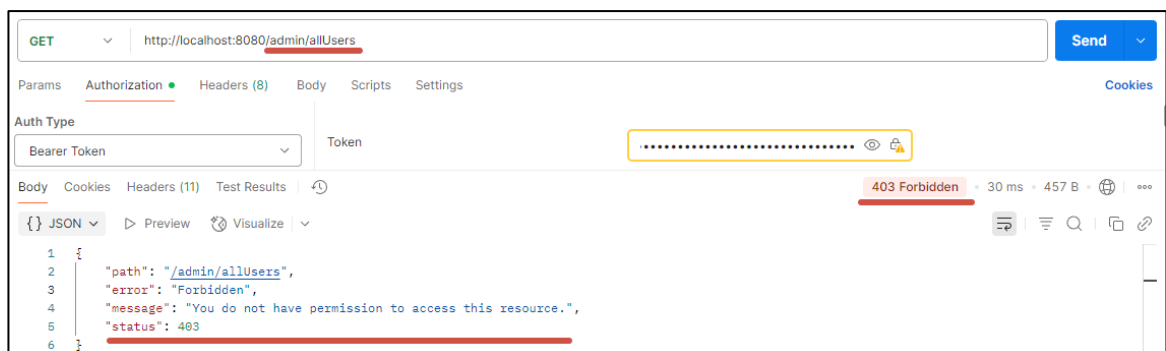 GET http://localhost:8080/admin/allUsers Send
Params Authorization Headers (8) Body Scripts Settings Cookies
Auth Type
Bearer Token
Token
Body Cookies Headers (11) Test Results 403 Forbidden 30 ms 457 B
{} JSON Preview Visualize
1 {
2 "path": "/admin/allUsers",
3 "error": "Forbidden",
4 "message": "You do not have permission to access this resource.",
5 "status": 403
6 }